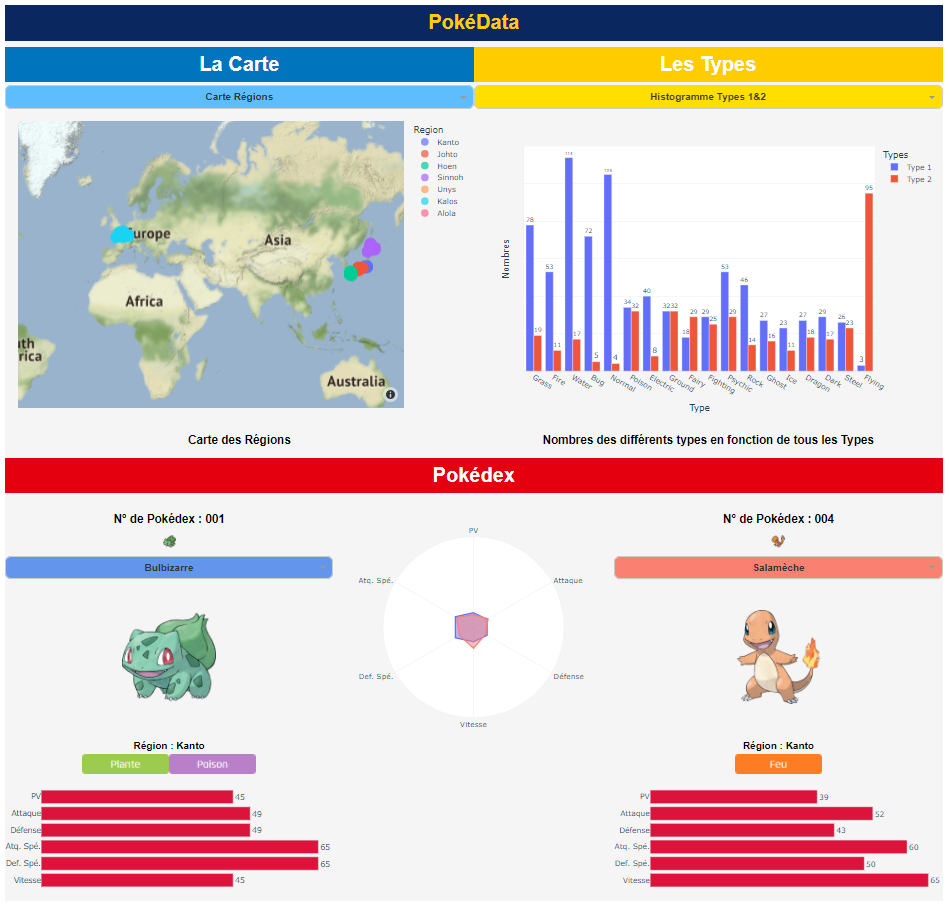 PokéData
La Carte
Les Types
Carte Régions
Histogramme Types 1&2
Region
Kanto
Johto
Hoen
Sinnoh
Unys
Kalos
Alola
Europe
Asia
Africa
Australia
Carte des Régions
Nombres
78 53 114 72 34 40 32 18 29 53 46 27 23 27 29 26 3
19 11 17 5 4 32 8 32 29 25 29 14 16 11 18 17 23 95
Grass Fire Water Bug Normal Poison Electric Ground Fairy Fighting Psychic Rock Ghost Ice Dragon Dark Steel Flying
Type
Types
Type 1
Type 2
Nombres des différents types en fonction de tous les Types
Pokédex
N° de Pokédex : 001
Bulbizarre
Région : Kanto
Plante Poison
PV 45
Attaque 49
Défense 49
Atq. Spé. 65
Def. Spé. 65
Vitesse 45
PV
Attaque
Défense
Vitesse
Def. Spé.
Atq. Spé.
N° de Pokédex : 004
Salamèche
Région : Kanto
Feu
PV 39
Attaque 52
Défense 43
Atq. Spé. 60
Def. Spé. 50
Vitesse 65